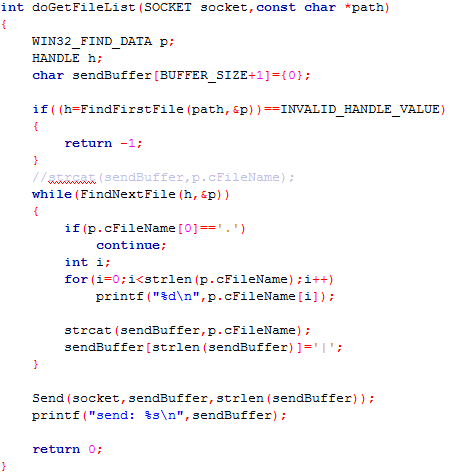 int doGetFileList(SOCKET socket,const char *path)
{
    WIN32_FIND_DATA p;
    HANDLE h;
    char sendBuffer[BUFFER_SIZE+1]={0};

    if((h=FindFirstFile(path,&p))==INVALID_HANDLE_VALUE)
    {
        return -1;
    }
    //strcat(sendBuffer,p.cFileName);
    while(FindNextFile(h,&p))
    {
        if(p.cFileName[0]=='.')
            continue;
        int i;
        for(i=0;i<strlen(p.cFileName);i++)
            printf("%d\n",p.cFileName[i]);

        strcat(sendBuffer,p.cFileName);
        sendBuffer[strlen(sendBuffer)]='|';
    }

    Send(socket,sendBuffer,strlen(sendBuffer));
    printf("send: %s\n",sendBuffer);

    return 0;
}